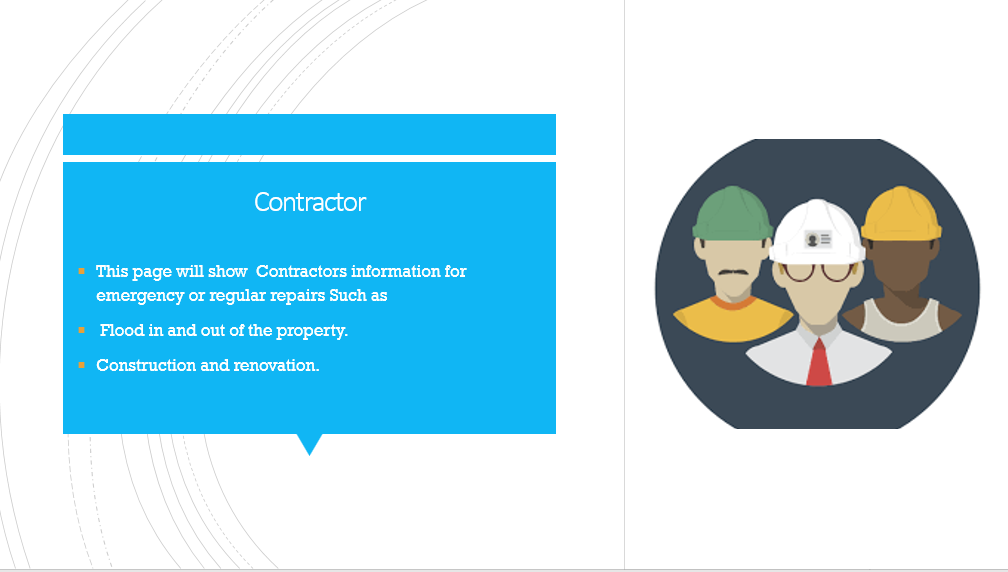 Contractor
This page will show  Contractors information for
emergency or regular repairs Such as
Flood in and out of the property.
Construction and renovation.